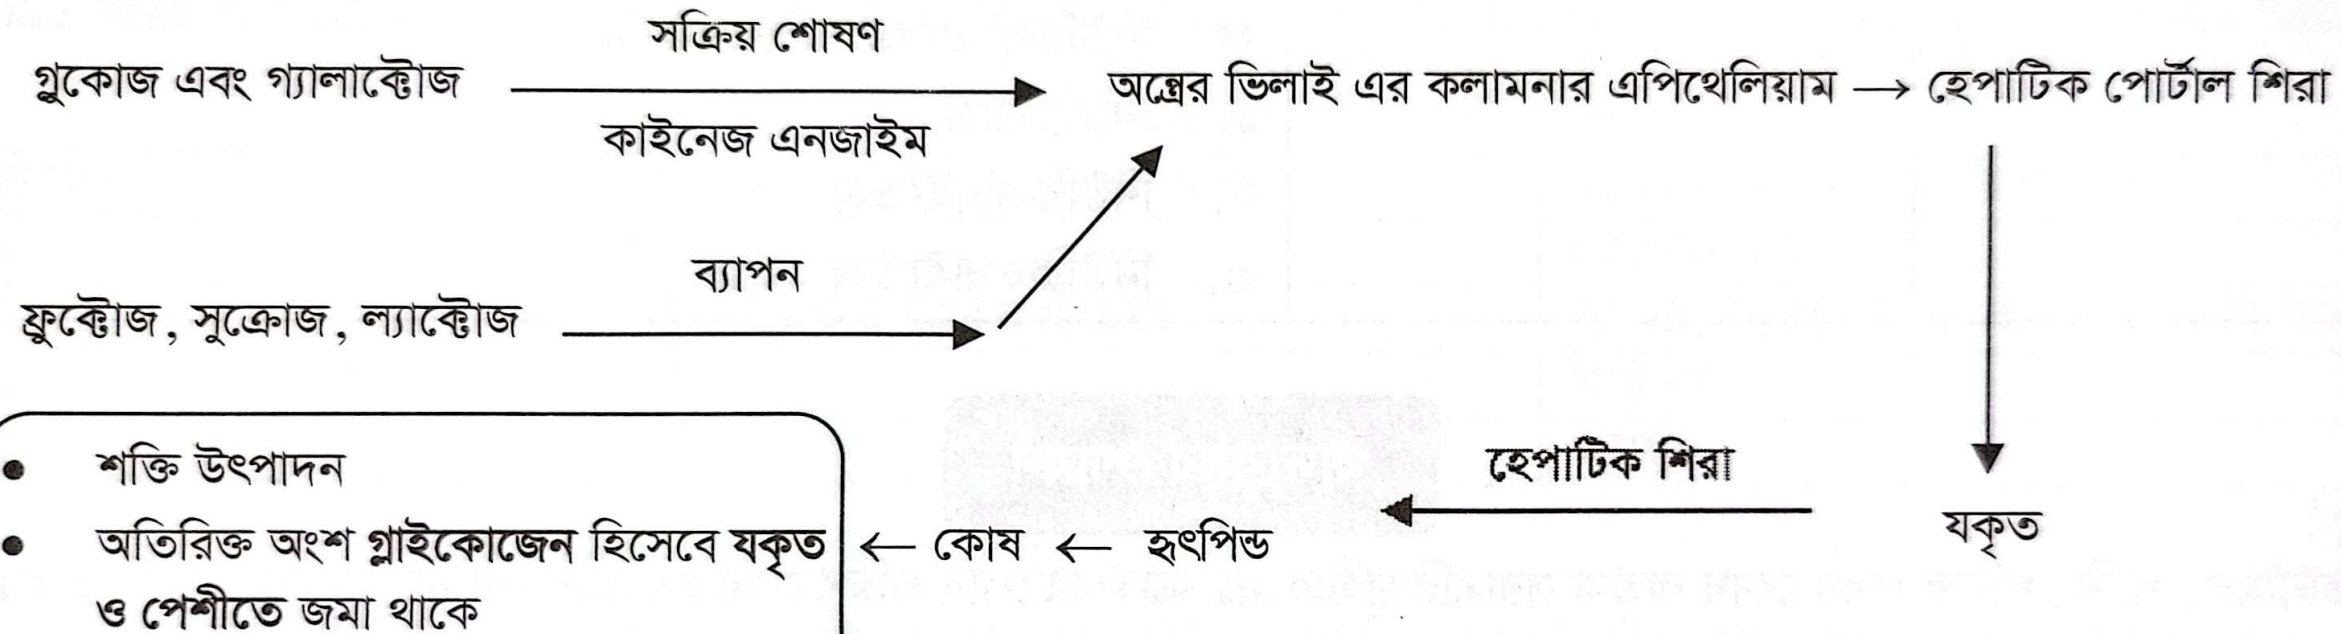 সক্রিয় শোষণ
গ্লুকোজ এবং গ্যালাক্টোজ
অন্ত্রের ভিলাই এর কলামনার এপিথেলিয়াম → হেপাটিক পোর্টাল শিরা
কাইনেজ এনজাইম
ব্যাপন
ফ্রুক্টোজ, সুক্রোজ, ল্যাক্টোজ
হেপাটিক শিরা
যকৃত
• শক্তি উৎপাদন
• অতিরিক্ত অংশ গ্লাইকোজেন হিসেবে যকৃত
ও পেশীতে জমা থাকে
← কোষ ← হৃৎপিন্ড